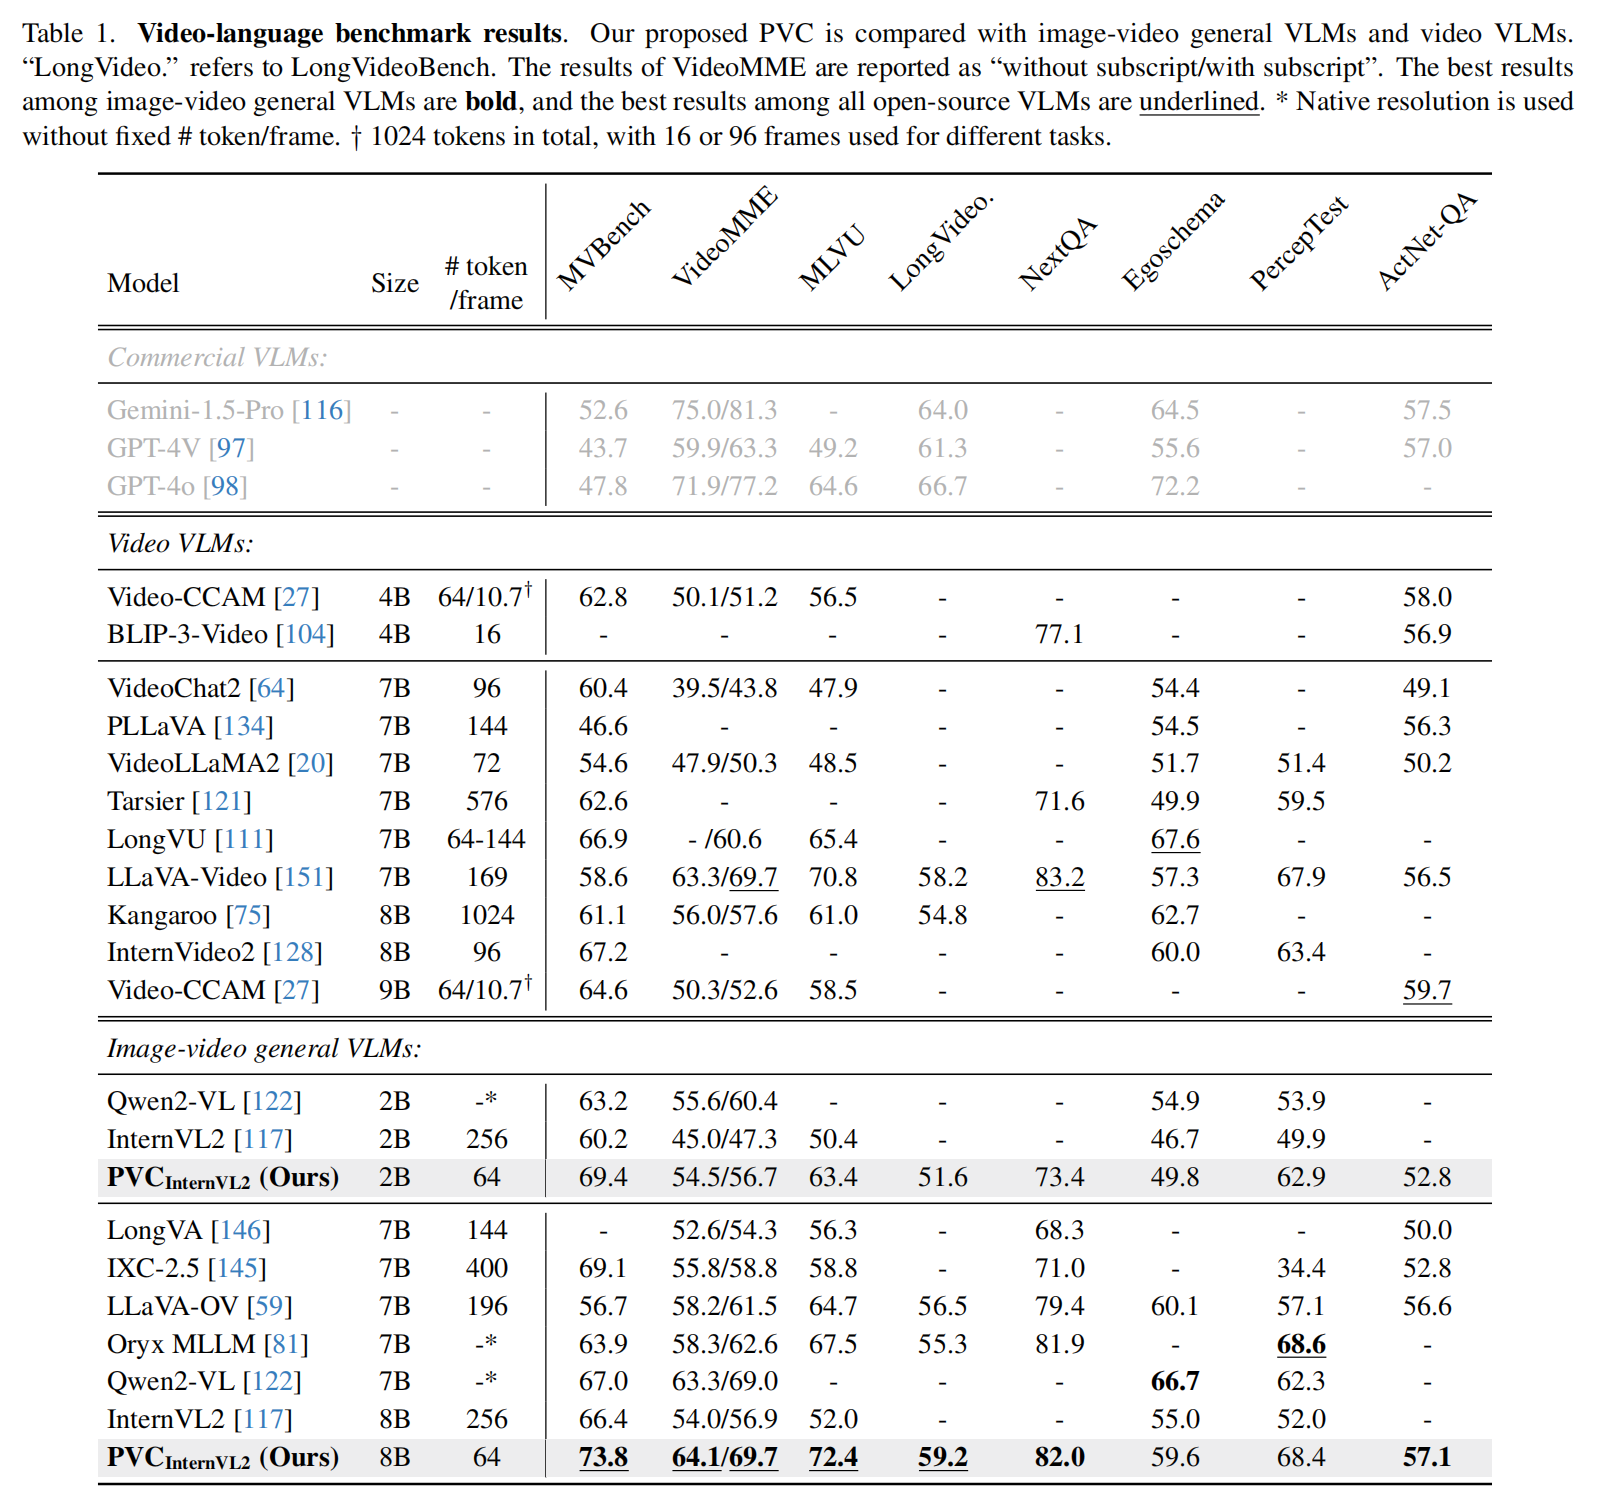 Table 1. Video-language benchmark results. Our proposed PVC is compared with image-video general VLMs and video VLMs.
“LongVideo.” refers to LongVideoBench. The results of VideoMME are reported as “without subscript/with subscript”. The best results
among image-video general VLMs are bold, and the best results among all open-source VLMs are underlined. * Native resolution is used
without fixed # token/frame. † 1024 tokens in total, with 16 or 96 frames used for different tasks.
Model Size # token /frame MVBench VideoMME MLVU LongVideo. NextQA Egoschema PercepTest ActNet-QA
Commercial VLMs:
Gemini-1.5-Pro [116] - - 52.6 75.0/81.3 - 64.0 - 64.5 - 57.5
GPT-4V [97] - - 43.7 59.9/63.3 49.2 61.3 - 55.6 - 57.0
GPT-4o [98] - - 47.8 71.9/77.2 64.6 66.7 - 72.2 - -
Video VLMs:
Video-CCAM [27] 4B 64/10.7† 62.8 50.1/51.2 56.5 - - - - 58.0
BLIP-3-Video [104] 4B 16 - - - - 77.1 - - 56.9
VideoChat2 [64] 7B 96 60.4 39.5/43.8 47.9 - - 54.4 - 49.1
PLLaVA [134] 7B 144 46.6 - - - - 54.5 - 56.3
VideoLLaMA2 [20] 7B 72 54.6 47.9/50.3 48.5 - - 51.7 51.4 50.2
Tarsier [121] 7B 576 62.6 - - - 71.6 49.9 59.5
LongVU [111] 7B 64-144 66.9 - /60.6 65.4 - - 67.6 - -
LLaVA-Video [151] 7B 169 58.6 63.3/69.7 70.8 58.2 83.2 57.3 67.9 56.5
Kangaroo [75] 8B 1024 61.1 56.0/57.6 61.0 54.8 - 62.7 - -
InternVideo2 [128] 8B 96 67.2 - - - - 60.0 63.4 -
Video-CCAM [27] 9B 64/10.7† 64.6 50.3/52.6 58.5 - - - - 59.7
Image-video general VLMs:
Qwen2-VL [122] 2B -* 63.2 55.6/60.4 - - - 54.9 53.9 -
InternVL2 [117] 2B 256 60.2 45.0/47.3 50.4 - - 46.7 49.9 -
PVCInternVL2 (Ours) 2B 64 69.4 54.5/56.7 63.4 51.6 73.4 49.8 62.9 52.8
LongVA [146] 7B 144 - 52.6/54.3 56.3 - 68.3 - - 50.0
IXC-2.5 [145] 7B 400 69.1 55.8/58.8 58.8 - 71.0 - 34.4 52.8
LLaVA-OV [59] 7B 196 56.7 58.2/61.5 64.7 56.5 79.4 60.1 57.1 56.6
Oryx MLLM [81] 7B -* 63.9 58.3/62.6 67.5 55.3 81.9 - 68.6 -
Qwen2-VL [122] 7B -* 67.0 63.3/69.0 - - - 66.7 62.3 -
InternVL2 [117] 8B 256 66.4 54.0/56.9 52.0 - - 55.0 52.0 -
PVCInternVL2 (Ours) 8B 64 73.8 64.1/69.7 72.4 59.2 82.0 59.6 68.4 57.1